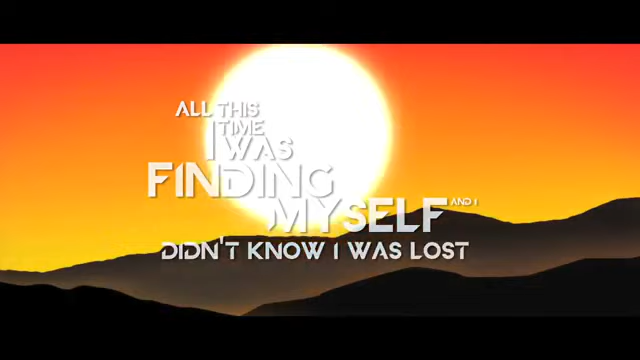 ALL THIS
TIME
I WAS
FINDING
MYSELF AND I
DIDN'T KNOW I WAS LOST